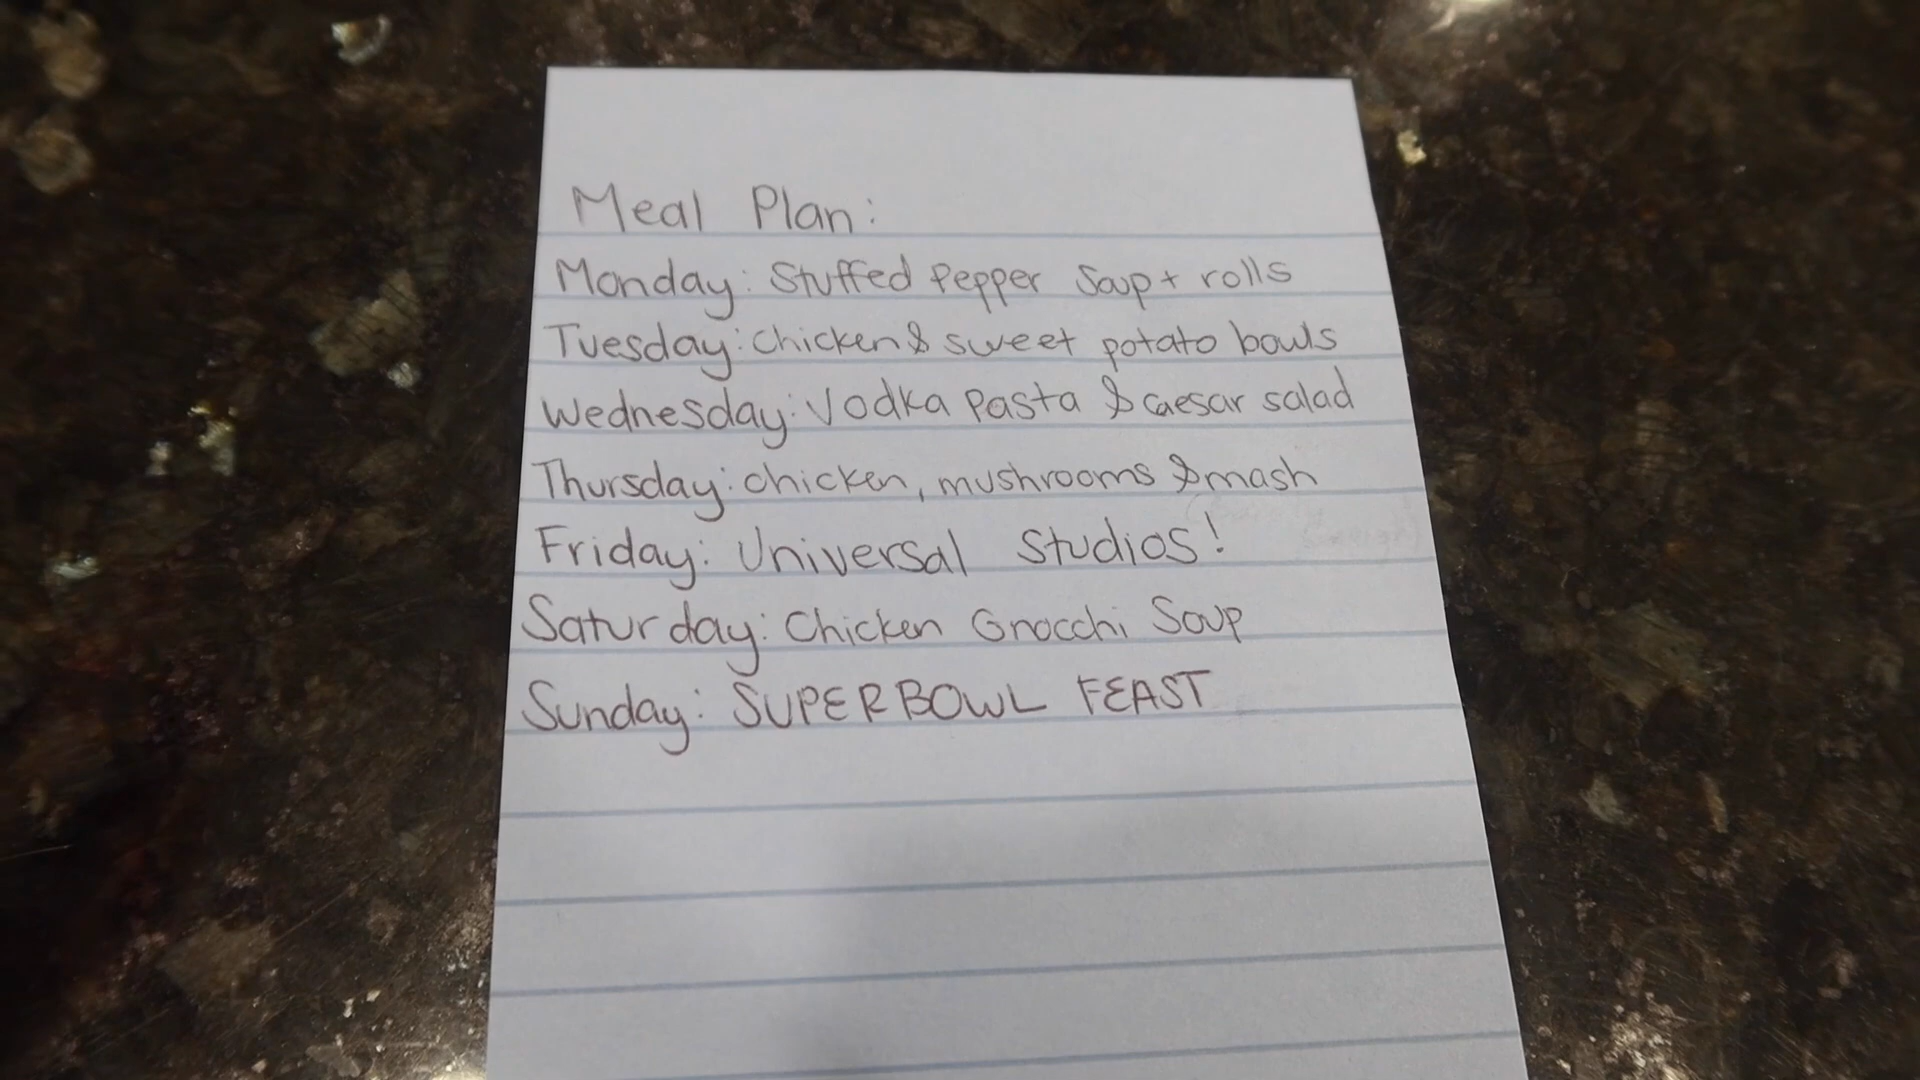 Meal Plan:
Monday: Stuffed Pepper Soup + rolls
Tuesday: Chicken & sweet potato bowls
Wednesday: Vodka Pasta & Caesar salad
Thursday: chicken, mushrooms & mash
Friday: Universal Studios!
Saturday: Chicken Gnocchi Soup
Sunday: SUPERBOWL FEAST